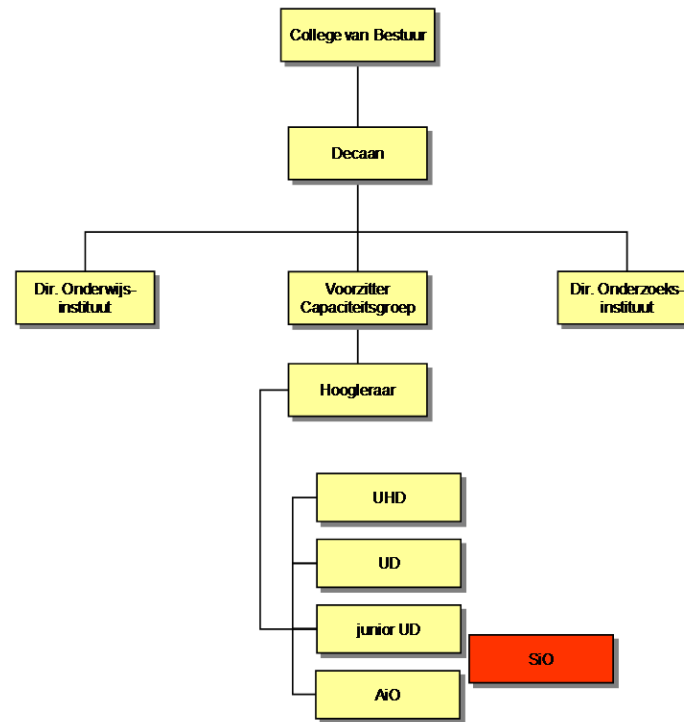 College van Bestuur
Decaan
Dir. Onderwijs-
instituut
Voorzitter
Capaciteitsgroep
Dir. Onderzoeks-
instituut
Hoogleraar
UHD
UD
junior UD
SiO
AiO